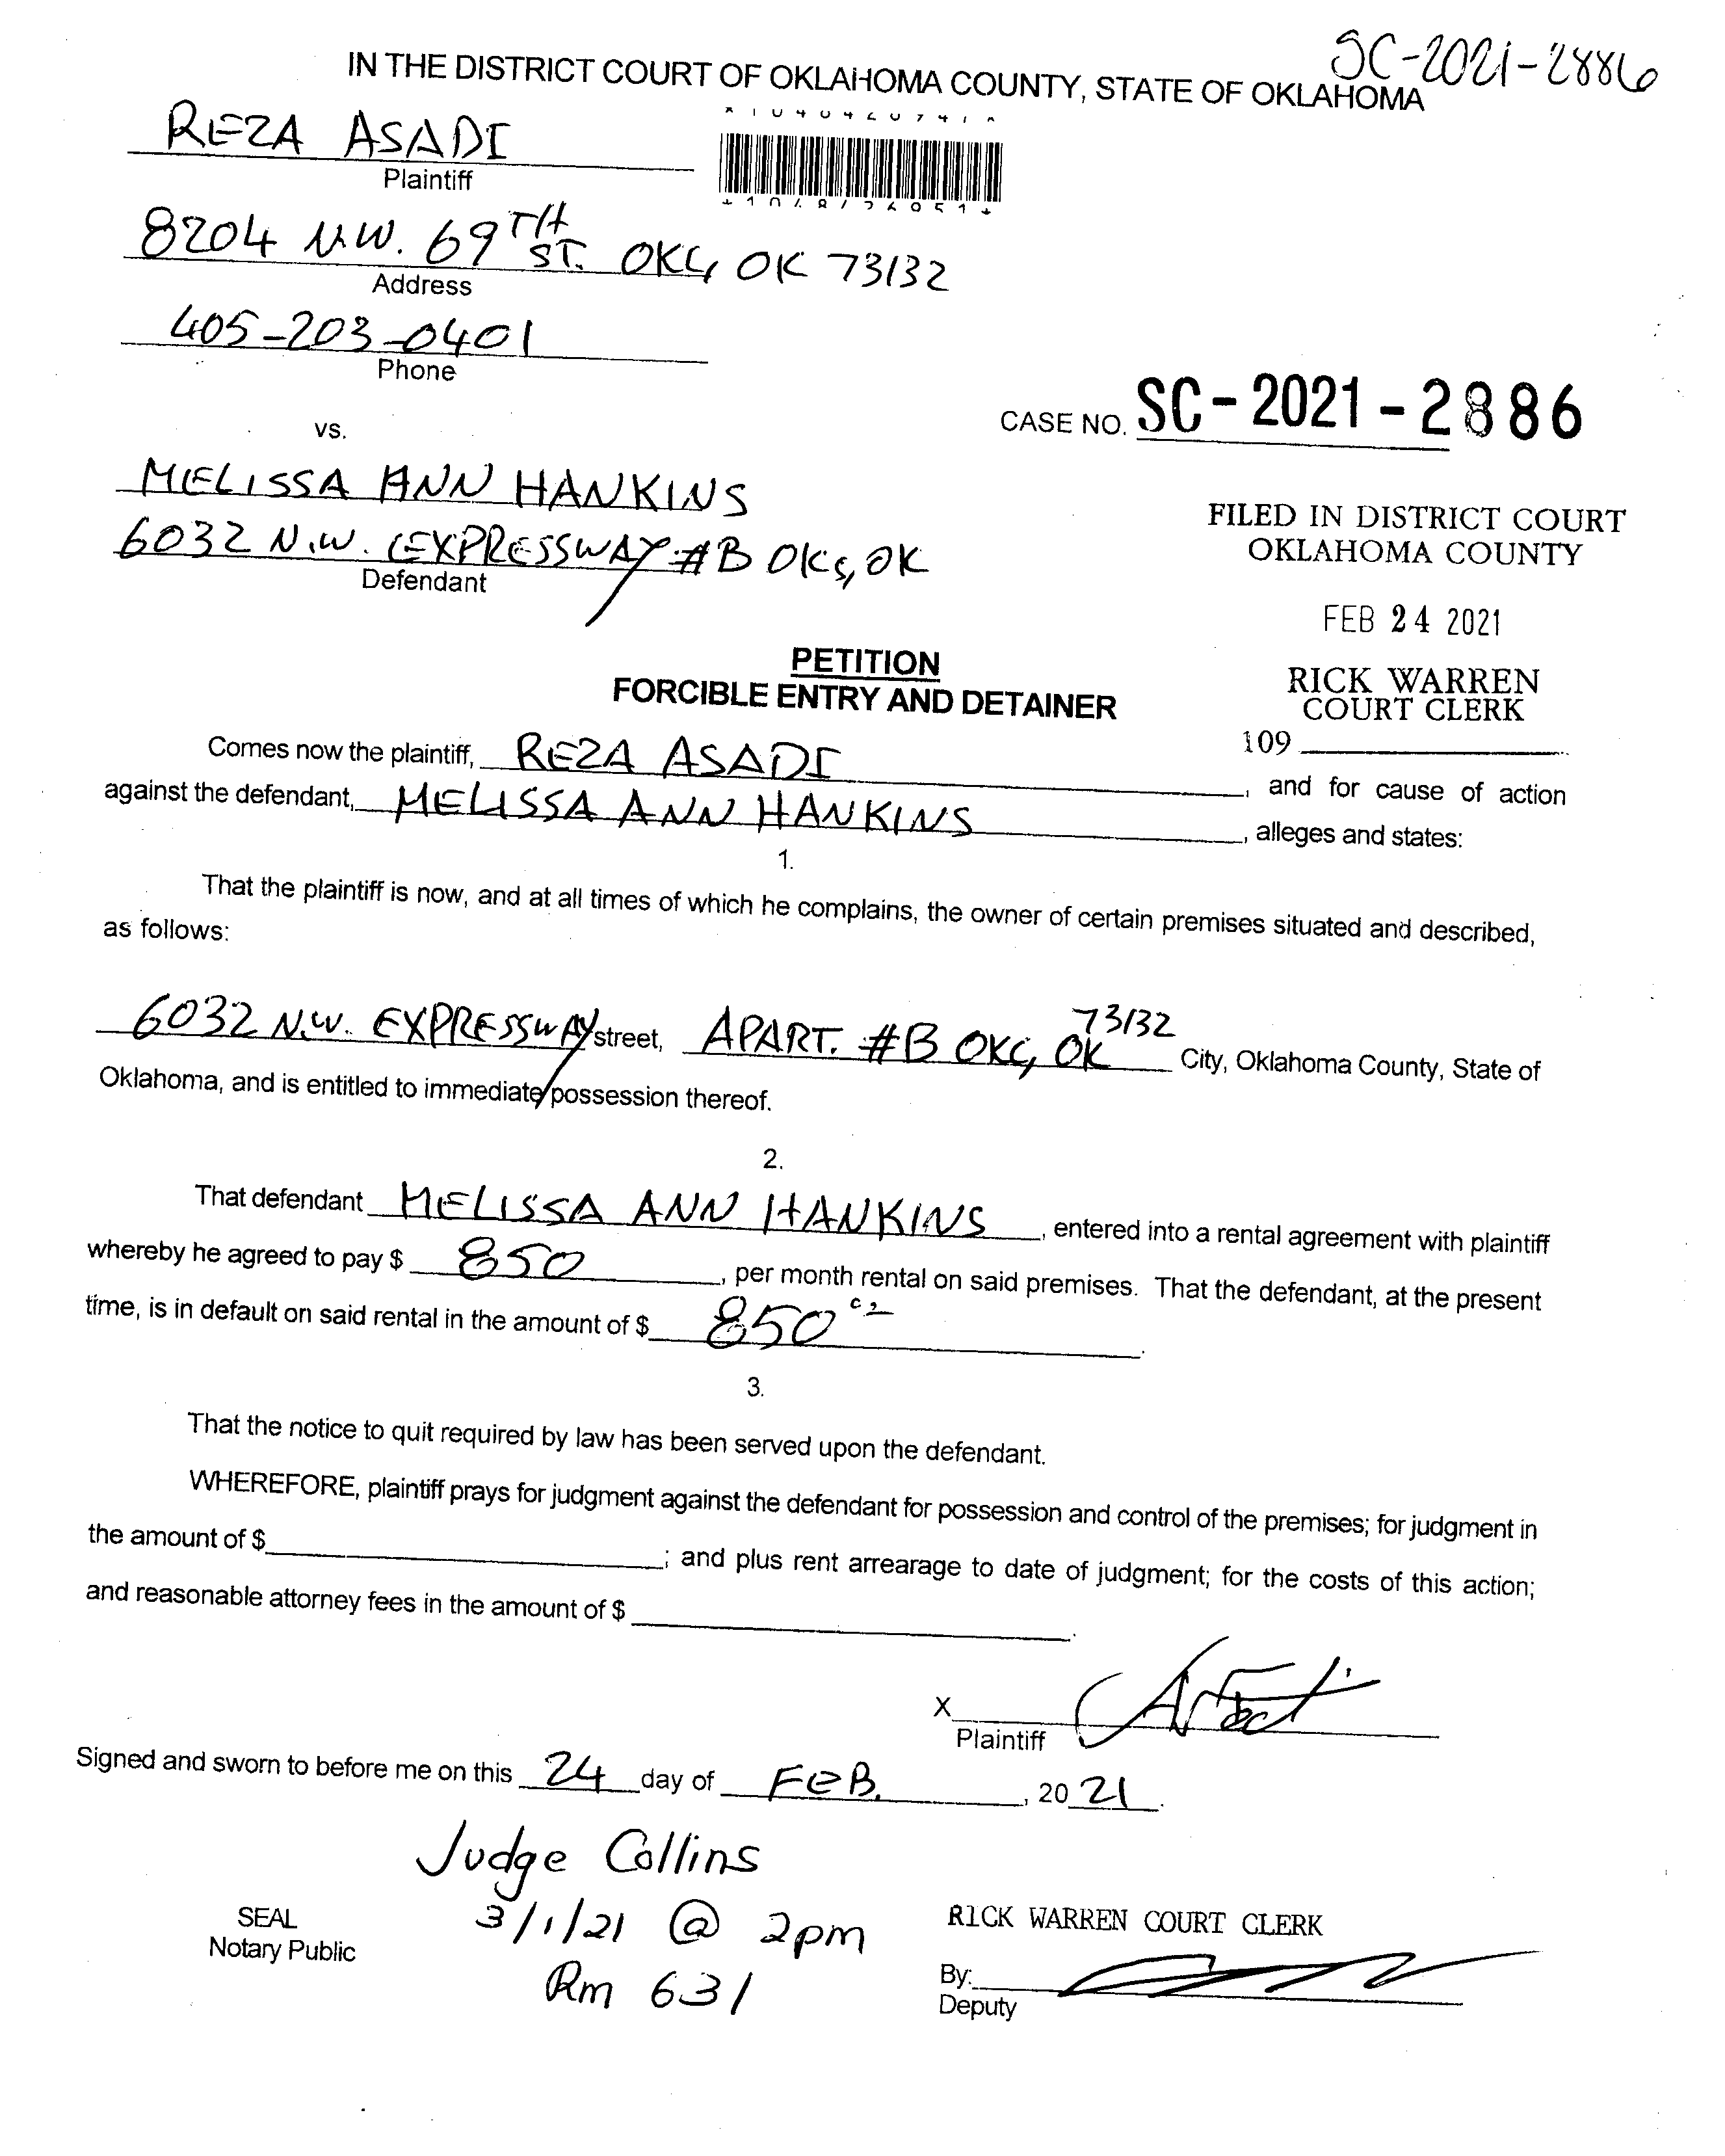 SC-2021-2886
IN THE DISTRICT COURT OF OKLAHOMA COUNTY, STATE OF OKLAHOMA
REZA ASADI
Plaintiff
8204 N.W. 69TH ST. OKC, OK 73132
Address
405-203-0401
Phone
CASE NO. SC-2021-2886
vs.
MELISSA ANN HANKINS
6032 N.W. EXPRESSWAY #B OKC, OK
Defendant
FILED IN DISTRICT COURT
OKLAHOMA COUNTY
FEB 24 2021
RICK WARREN
COURT CLERK
109
PETITION
FORCIBLE ENTRY AND DETAINER
Comes now the plaintiff, REZA ASADI, and for cause of action
against the defendant, MELISSA ANN HANKINS, alleges and states:
1.
That the plaintiff is now, and at all times of which he complains, the owner of certain premises situated and described,
as follows:
6032 N.W. EXPRESSWAY street, APART. #B OKC, OK 73132 City, Oklahoma County, State of
Oklahoma, and is entitled to immediate possession thereof.
2.
That defendant MELISSA ANN HANKINS, entered into a rental agreement with plaintiff
whereby he agreed to pay $ 850, per month rental on said premises. That the defendant, at the present
time, is in default on said rental in the amount of $ 850.
3.
That the notice to quit required by law has been served upon the defendant.
WHEREFORE, plaintiff prays for judgment against the defendant for possession and control of the premises; for judgment in
the amount of $ ; and plus rent arrearage to date of judgment; for the costs of this action;
and reasonable attorney fees in the amount of $ .
X
Plaintiff
Signed and sworn to before me on this 24 day of FEB., 2021.
Judge Collins
3/1/21 @ 2pm
Rm 631
SEAL
Notary Public
RICK WARREN COURT CLERK
By:
Deputy